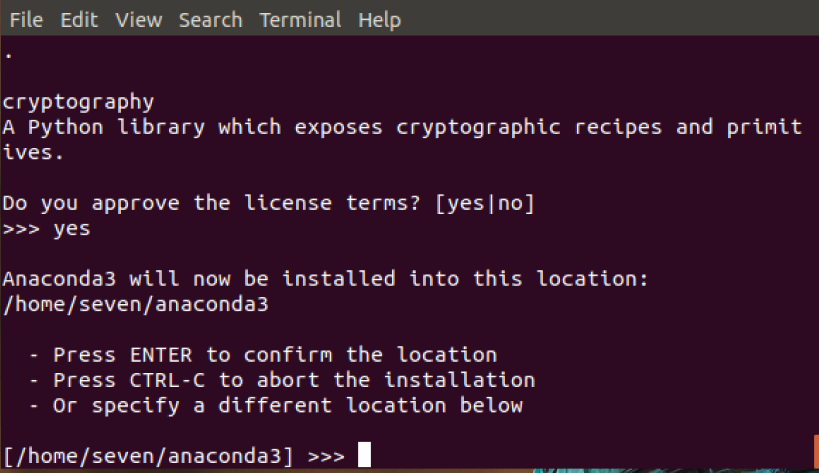 File Edit View Search Terminal Help
.
cryptography
A Python library which exposes cryptographic recipes and primit
ives.
Do you approve the license terms? [yes|no]
>>> yes
Anaconda3 will now be installed into this location:
/home/seven/anaconda3
- Press ENTER to confirm the location
- Press CTRL-C to abort the installation
- Or specify a different location below
[/home/seven/anaconda3] >>>